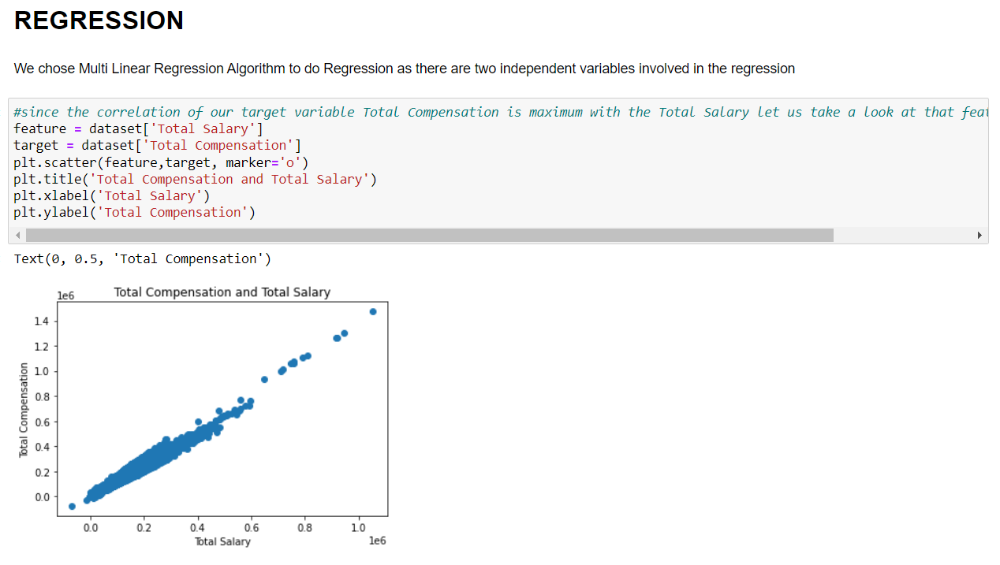 REGRESSION
We chose Multi Linear Regression Algorithm to do Regression as there are two independent variables involved in the regression
#since the correlation of our target variable Total Compensation is maximum with the Total Salary let us take a look at that feat
feature = dataset['Total Salary']
target = dataset['Total Compensation']
plt.scatter(feature,target, marker='o')
plt.title('Total Compensation and Total Salary')
plt.xlabel('Total Salary')
plt.ylabel('Total Compensation')
Text(0, 0.5, 'Total Compensation')
Total Compensation and Total Salary
1e6
1.4
1.2
1.0
0.8
0.6
0.4
0.2
0.0
Total Compensation
0.0 0.2 0.4 0.6 0.8 1.0
Total Salary
1e6